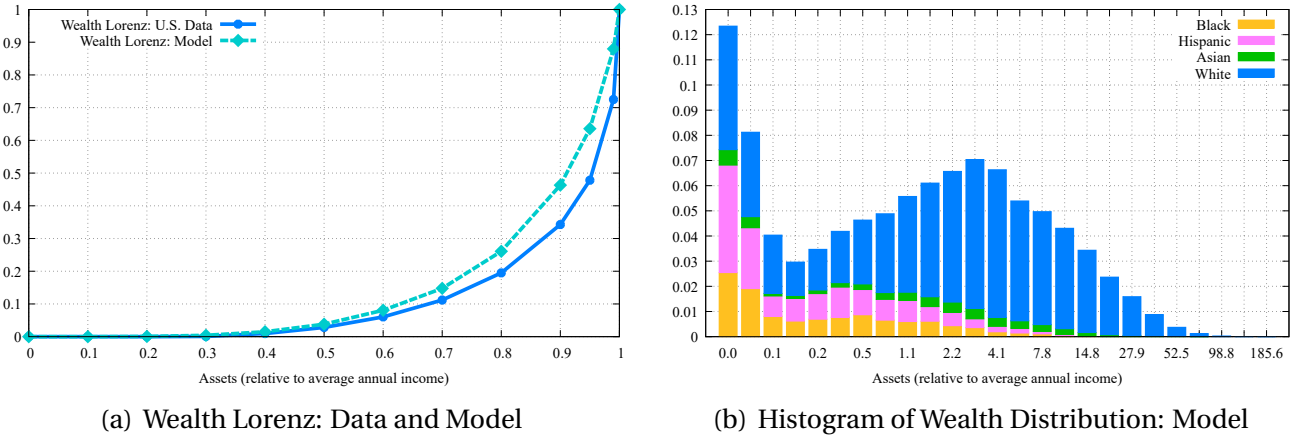 1
0.9
0.8
0.7
0.6
0.5
0.4
0.3
0.2
0.1
0
Wealth Lorenz: U.S. Data
Wealth Lorenz: Model
0 0.1 0.2 0.3 0.4 0.5 0.6 0.7 0.8 0.9 1
Assets (relative to average annual income)
(a) Wealth Lorenz: Data and Model
0.13
0.12
0.11
0.1
0.09
0.08
0.07
0.06
0.05
0.04
0.03
0.02
0.01
0
Black
Hispanic
Asian
White
0.0 0.1 0.2 0.5 1.1 2.2 4.1 7.8 14.8 27.9 52.5 98.8 185.6
Assets (relative to average annual income)
(b) Histogram of Wealth Distribution: Model